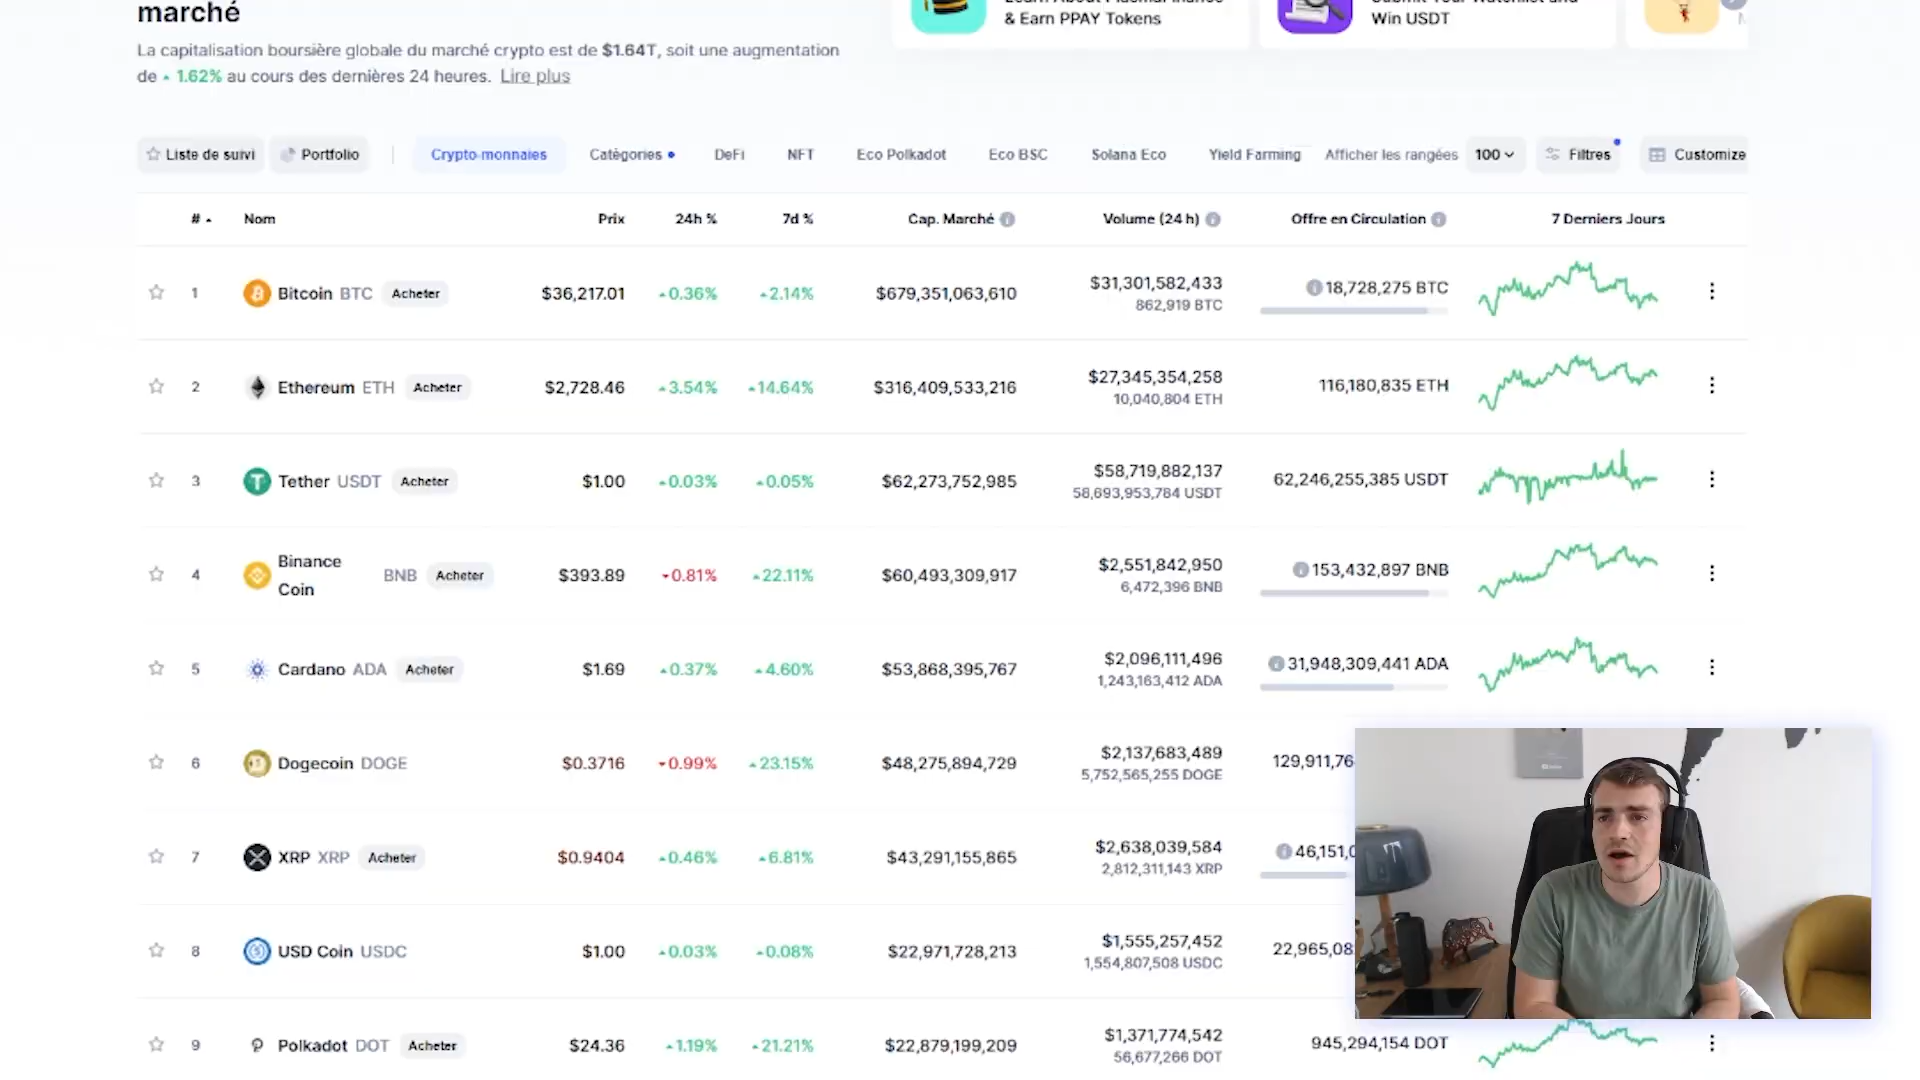 marché
& Earn PPAY Tokens
Win USDT
La capitalisation boursière globale du marché crypto est de $1.64T, soit une augmentation
de 1.62% au cours des dernières 24 heures. Lire plus
Liste de suivi Portfolio Crypto-monnaies Catégories DeFi NFT Eco Polkadot Eco BSC Solana Eco Yield Farming Afficher les rangées 100 Filtres Customize
# Nom Prix 24h % 7d % Cap. Marché Volume (24 h) Offre en Circulation 7 Derniers Jours
1 Bitcoin BTC Acheter $36,217.01 0.36% 2.14% $679,351,063,610 $31,301,582,433 18,728,275 BTC
862,919 BTC
2 Ethereum ETH Acheter $2,728.46 3.54% 14.64% $316,409,533,216 $27,345,354,258 116,180,835 ETH
10,040,804 ETH
3 Tether USDT Acheter $1.00 0.03% 0.05% $62,273,752,985 $58,719,882,137 62,246,255,385 USDT
58,693,953,784 USDT
4 Binance Coin BNB Acheter $393.89 0.81% 22.11% $60,493,309,917 $2,551,842,950 153,432,897 BNB
6,472,396 BNB
5 Cardano ADA Acheter $1.69 0.37% 4.60% $53,868,395,767 $2,096,111,496 31,948,309,441 ADA
1,243,163,412 ADA
6 Dogecoin DOGE $0.3716 0.99% 23.15% $48,275,894,729 $2,137,683,489 129,911,76
5,752,565,255 DOGE
7 XRP XRP Acheter $0.9404 0.46% 6.81% $43,291,155,865 $2,638,039,584 46,151,0
2,812,311,143 XRP
8 USD Coin USDC $1.00 0.03% 0.08% $22,971,728,213 $1,555,257,452 22,965,08
1,554,807,508 USDC
9 Polkadot DOT Acheter $24.36 1.19% 21.21% $22,879,199,209 $1,371,774,542 945,294,154 DOT
56,677,266 DOT